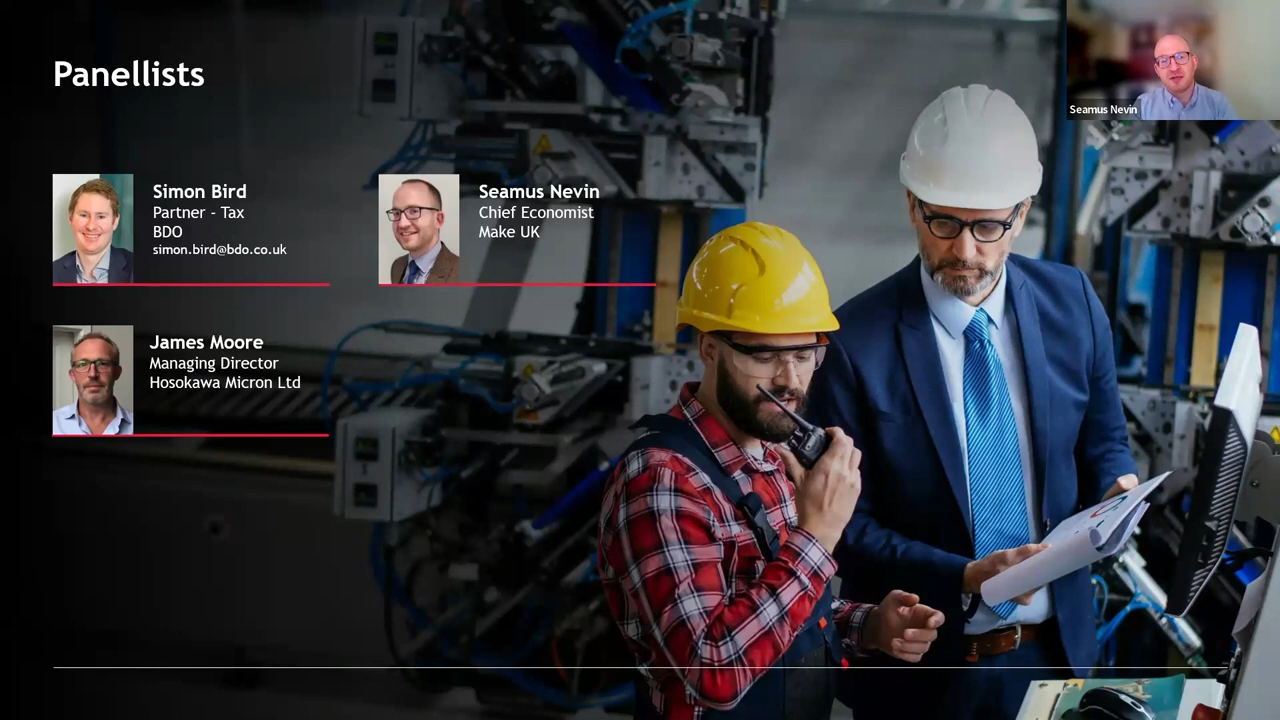 Panellists
Seamus Nevin
Simon Bird
Partner - Tax
BDO
simon.bird@bdo.co.uk
Seamus Nevin
Chief Economist
Make UK
James Moore
Managing Director
Hosokawa Micron Ltd